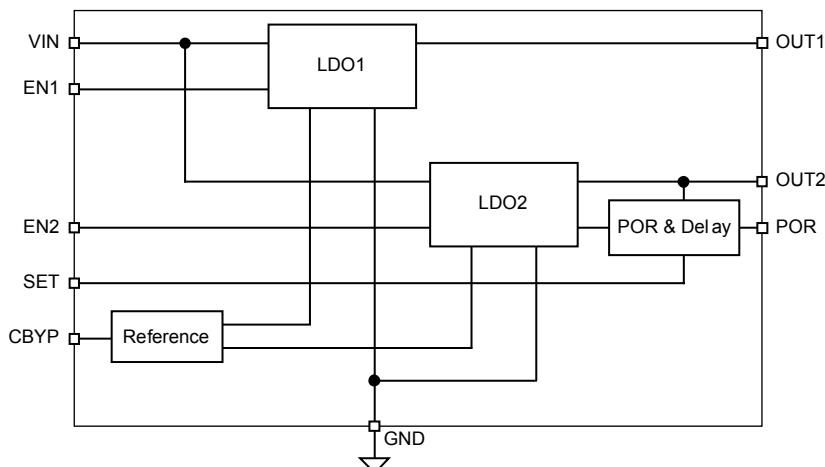 VIN
LDO1
OUT1
EN1
OUT2
LDO2
EN2
POR & Delay
POR
SET
CBYP
Reference
GND